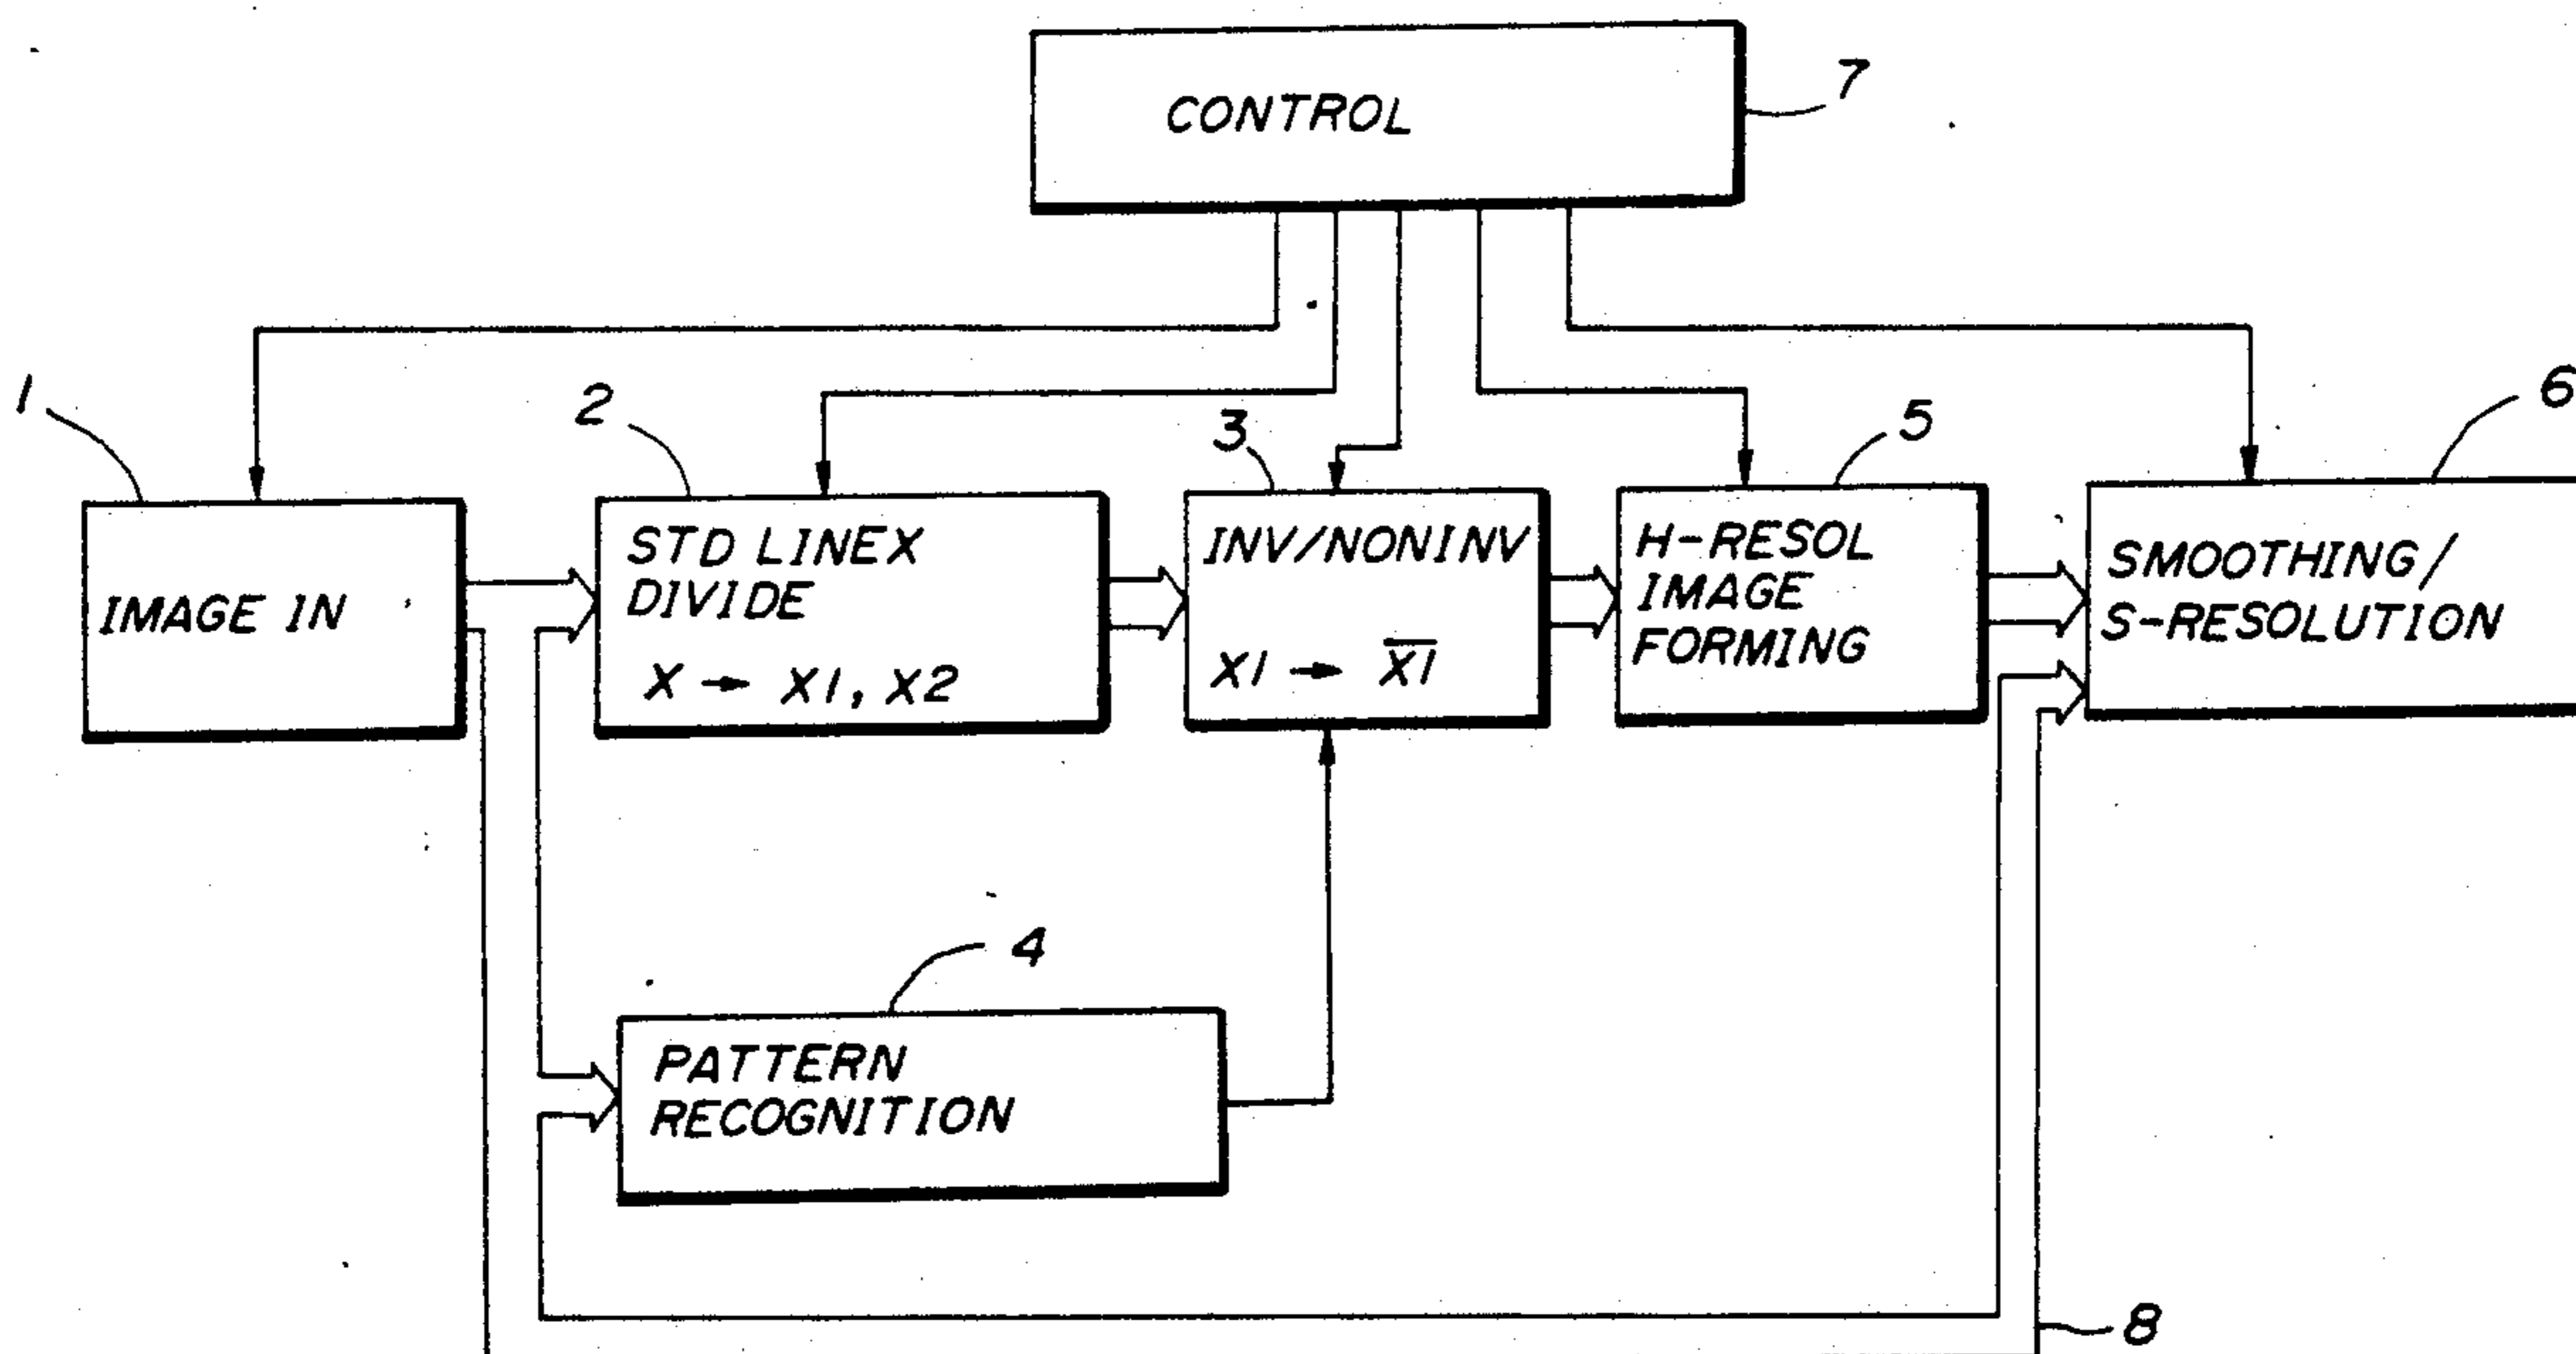 CONTROL
7
1
2
3
5
6
IMAGE IN
STD LINEX
DIVIDE
X → X1, X2
INV/NONINV
X1 → X̅1̅
H-RESOL
IMAGE
FORMING
SMOOTHING/
S-RESOLUTION
4
PATTERN
RECOGNITION
8